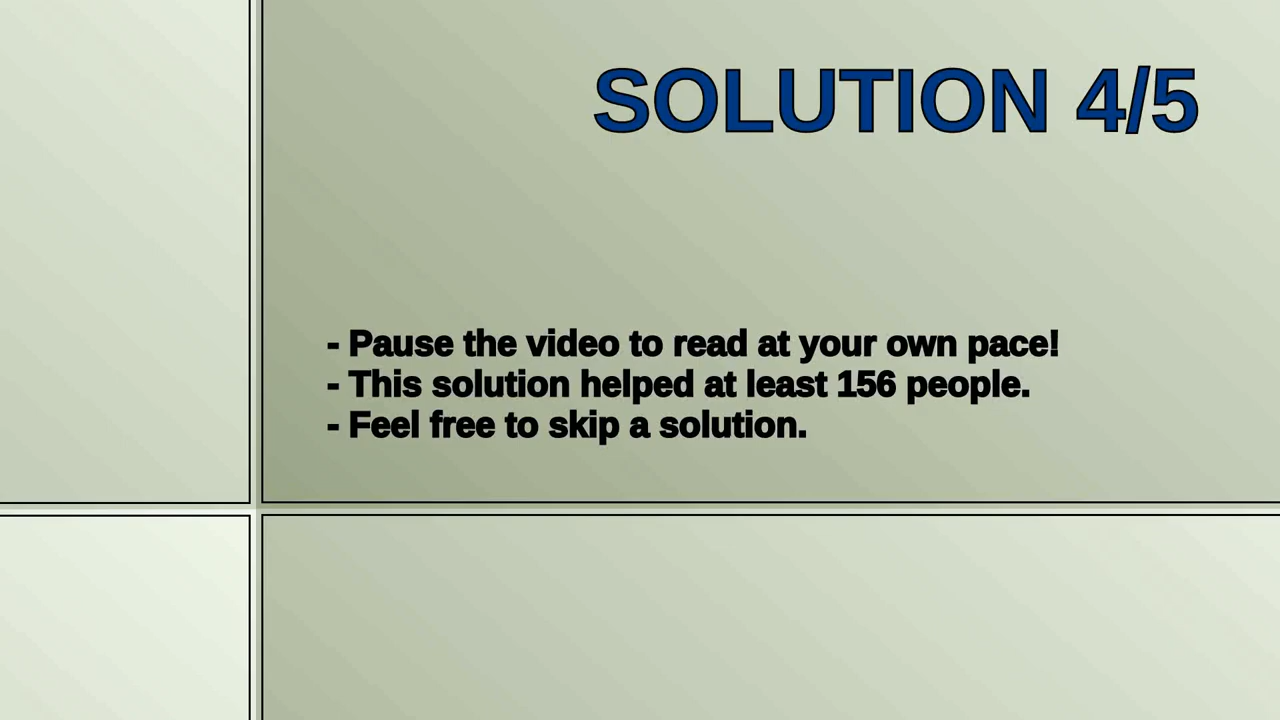 SOLUTION 4/5
- Pause the video to read at your own pace!
- This solution helped at least 156 people.
- Feel free to skip a solution.